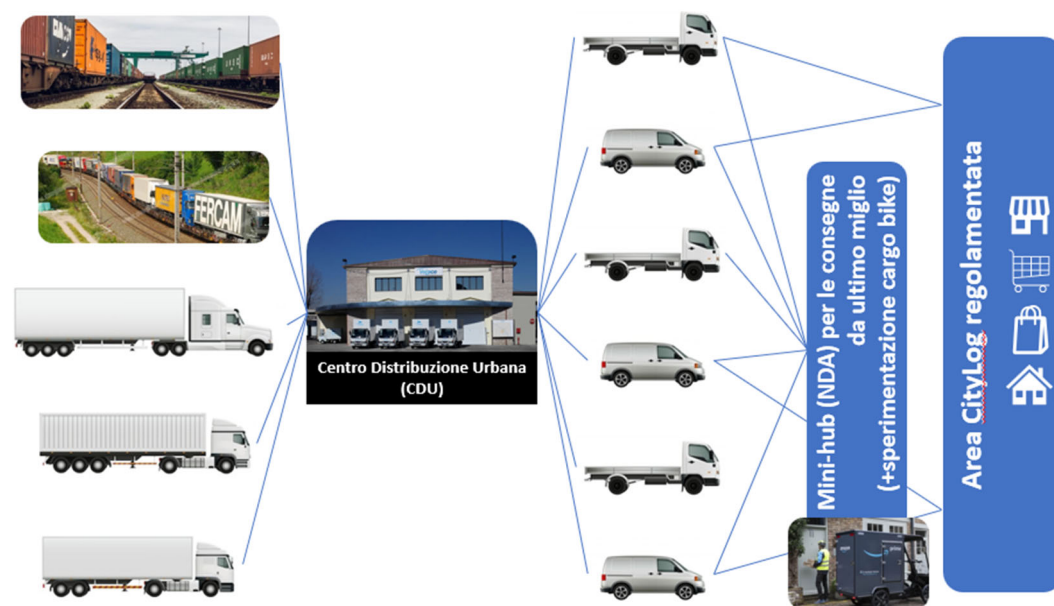 FERCAM
Centro Distribuzione Urbana
(CDU)
Mini-hub (NDA) per le consegne
da ultimo miglio
(+sperimentazione cargo bike)
Area CityLog regolamentata